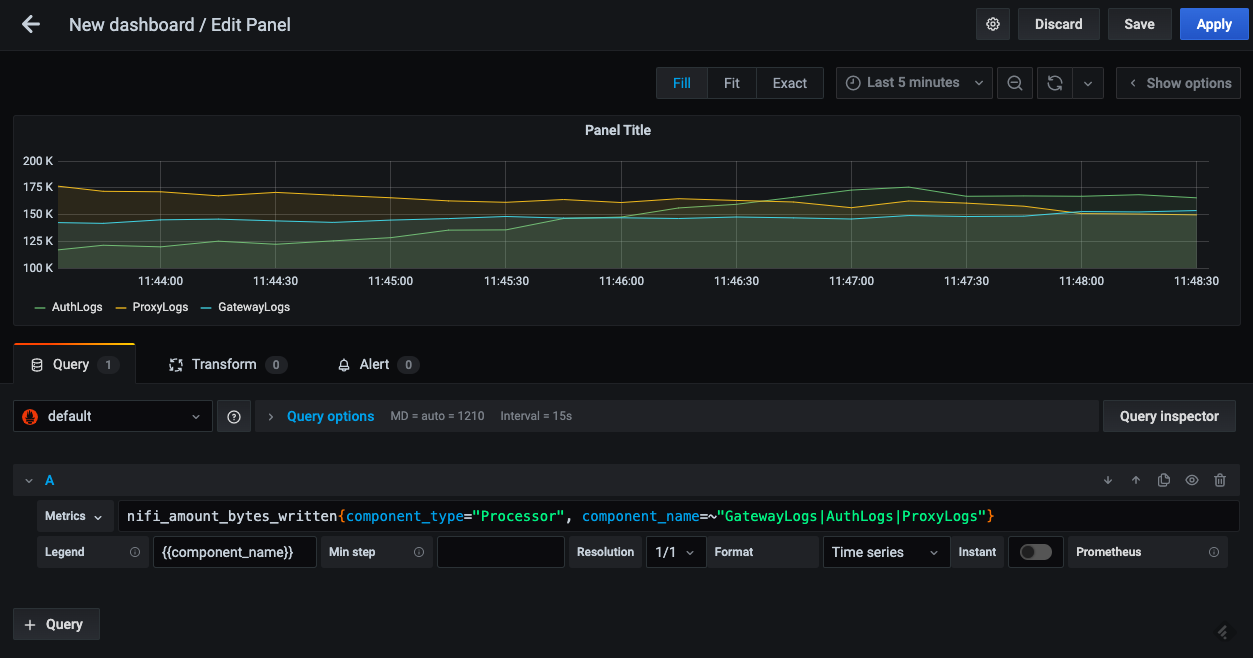 New dashboard / Edit Panel
Discard
Save
Apply
Fill
Fit
Exact
Last 5 minutes
Show options
Panel Title
200 K
175 K
150 K
125 K
100 K
11:44:00
11:44:30
11:45:00
11:45:30
11:46:00
11:46:30
11:47:00
11:47:30
11:48:00
11:48:30
AuthLogs
ProxyLogs
GatewayLogs
Query 1
Transform 0
Alert 0
default
Query options
MD = auto = 1210
Interval = 15s
Query inspector
A
Metrics
nifi_amount_bytes_written{component_type="Processor", component_name=~"GatewayLogs|AuthLogs|ProxyLogs"}
Legend
{{component_name}}
Min step
Resolution
1/1
Format
Time series
Instant
Prometheus
+ Query